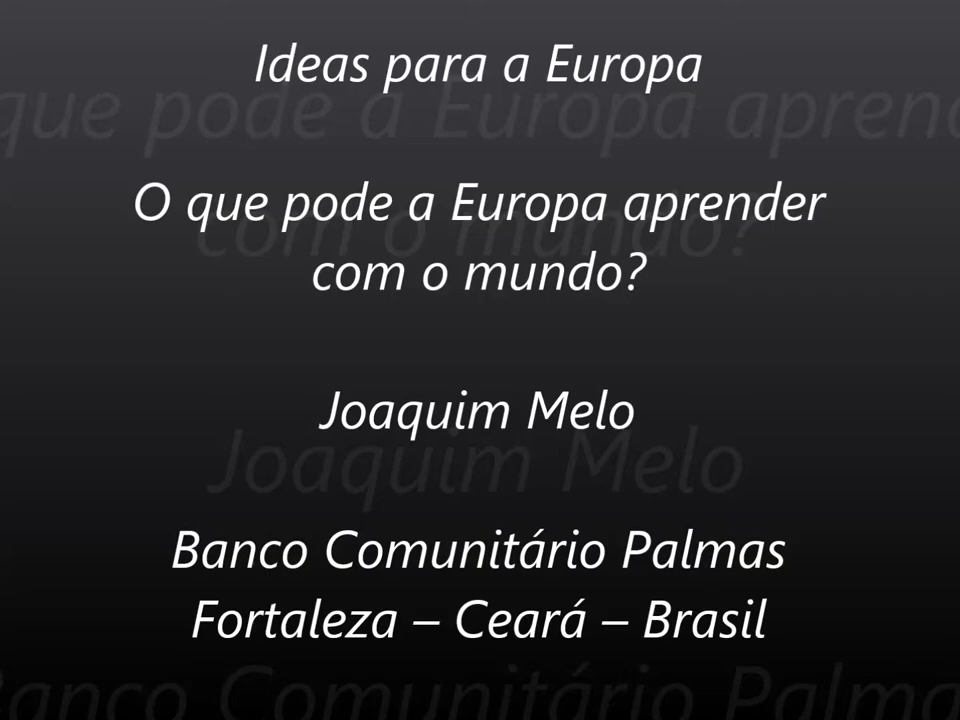 Ideas para a Europa
O que pode a Europa aprender
com o mundo?
Joaquim Melo
Banco Comunitário Palmas
Fortaleza – Ceará – Brasil